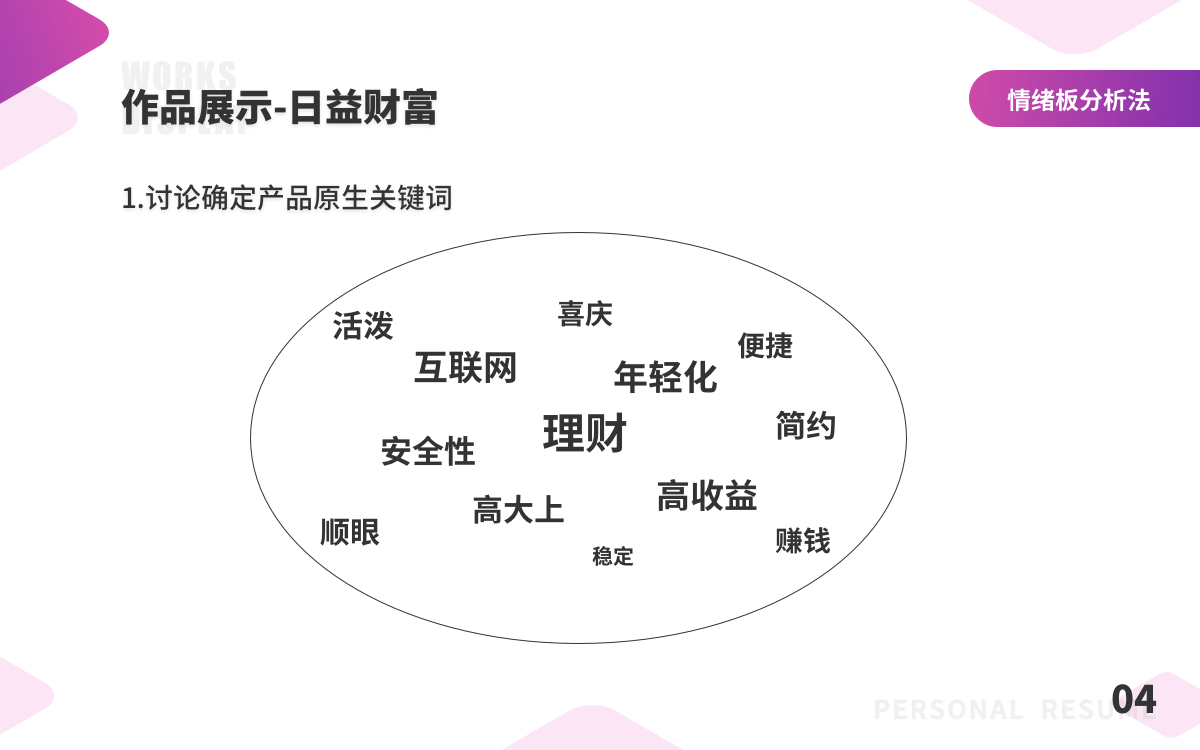 WORKS
作品展示-日益财富
DISPLAY
情绪板分析法
1.讨论确定产品原生关键词
喜庆
活泼
便捷
互联网
年轻化
理财
简约
安全性
高收益
高大上
顺眼
赚钱
稳定
PERSONAL RESUME
04